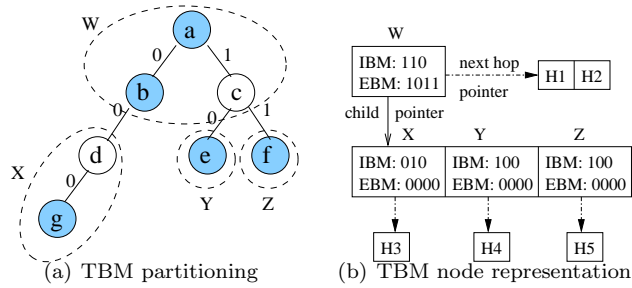 W
a
0
1
b
c
0
0
1
d
e
f
X
0
Y
Z
g
(a) TBM partitioning
W
IBM: 110
EBM: 1011
next hop
pointer
H1 H2
child pointer
X Y Z
IBM: 010 IBM: 100 IBM: 100
EBM: 0000 EBM: 0000 EBM: 0000
H3 H4 H5
(b) TBM node representation